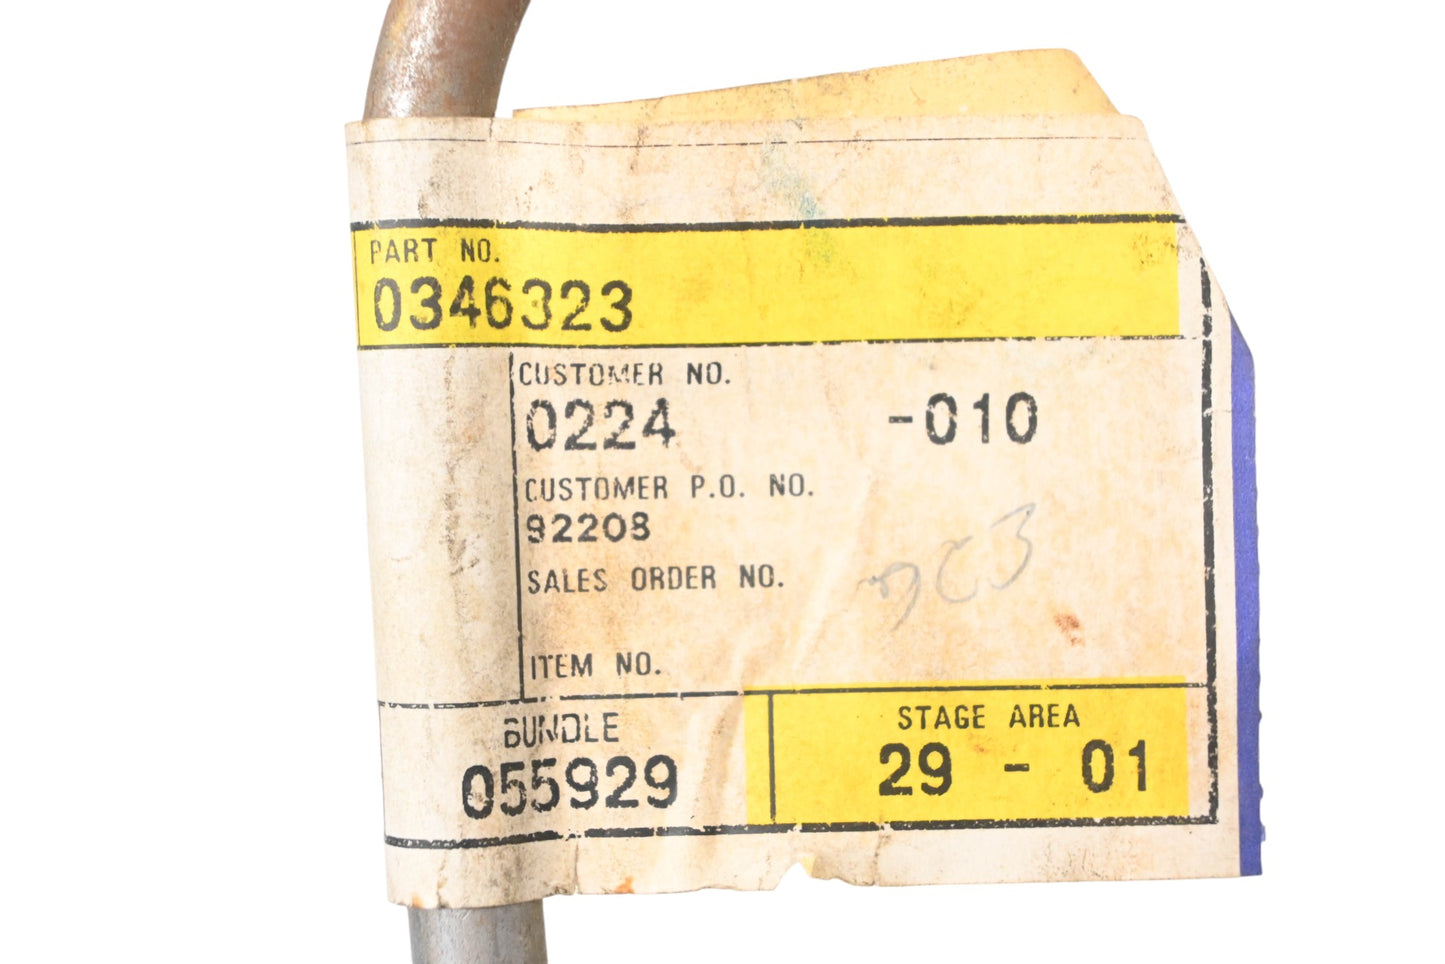 PART NO.
0346323
CUSTOMER NO.
0224 -010
CUSTOMER P.O. NO.
92208
SALES ORDER NO.
ITEM NO.
BUNDLE
055929
STAGE AREA
29 - 01